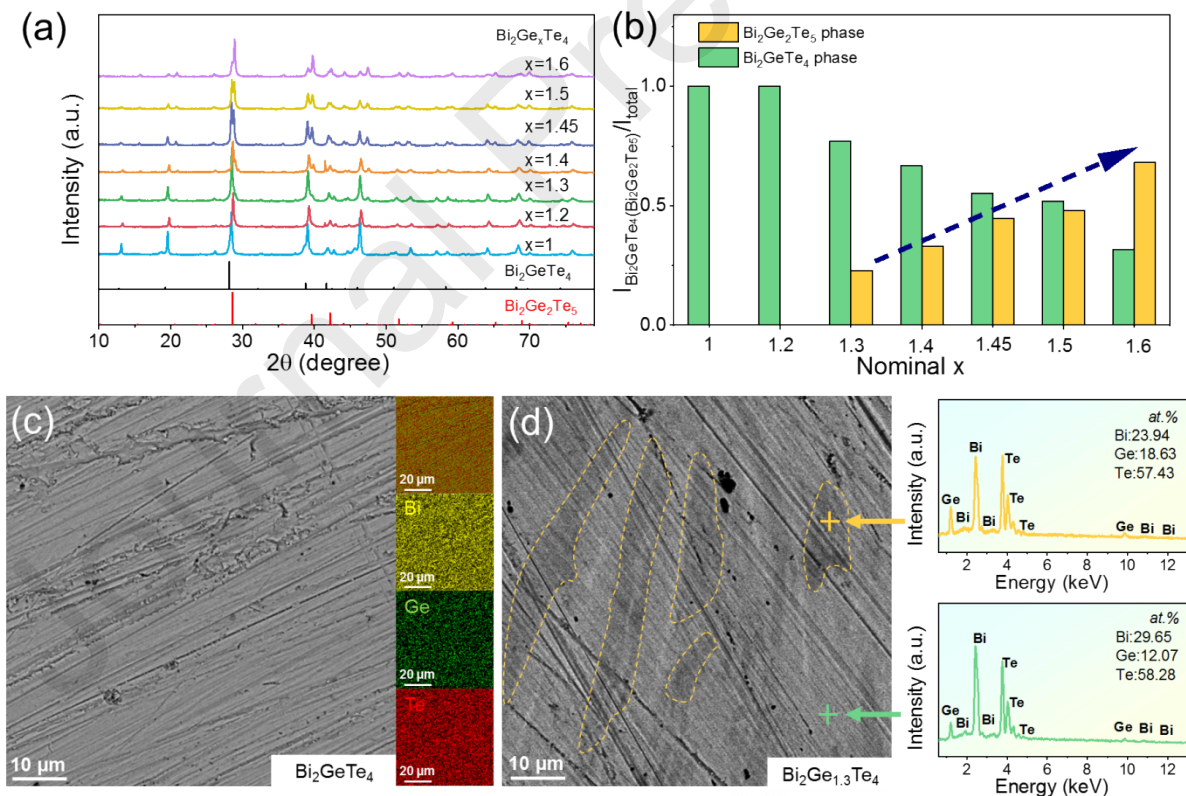 (a)
Bi₂GeₓTe₄
x=1.6
x=1.5
x=1.45
x=1.4
x=1.3
x=1.2
x=1
Bi₂GeTe₄
Bi₂Ge₂Te₅
Intensity (a.u.)
10 20 30 40 50 60 70
2θ (degree)
(b)
Bi₂Ge₂Te₅ phase
Bi₂GeTe₄ phase
I Bi2GeTe4(Bi2Ge2Te5)/Itotal
1.0
0.5
0.0
1 1.2 1.3 1.4 1.45 1.5 1.6
Nominal x
(c)
10 μm
Bi₂GeTe₄
20 μm
Bi
20 μm
Ge
20 μm
Te
20 μm
(d)
10 μm
Bi₂Ge₁.₃Te₄
Intensity (a.u.)
at.%
Bi:23.94
Ge:18.63
Te:57.43
Bi
Te
Ge
Te
Bi
Bi
Te
Ge Bi Bi
2 4 6 8 10 12
Energy (keV)
Intensity (a.u.)
at.%
Bi:29.65
Ge:12.07
Te:58.28
Bi
Te
Te
Ge
Bi
Bi
Te
Ge Bi Bi
2 4 6 8 10 12
Energy (keV)